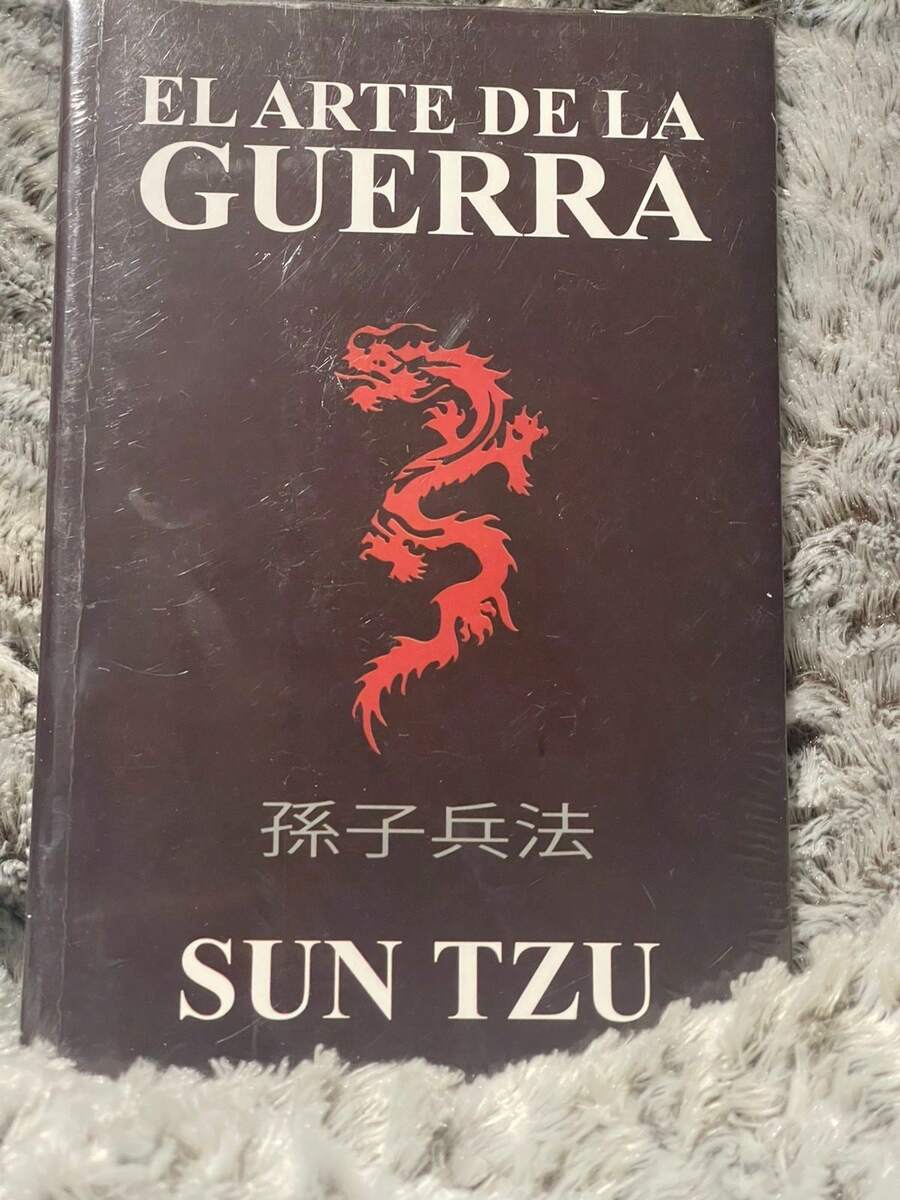 EL ARTE DE LA
GUERRA
孫子兵法
SUN TZU